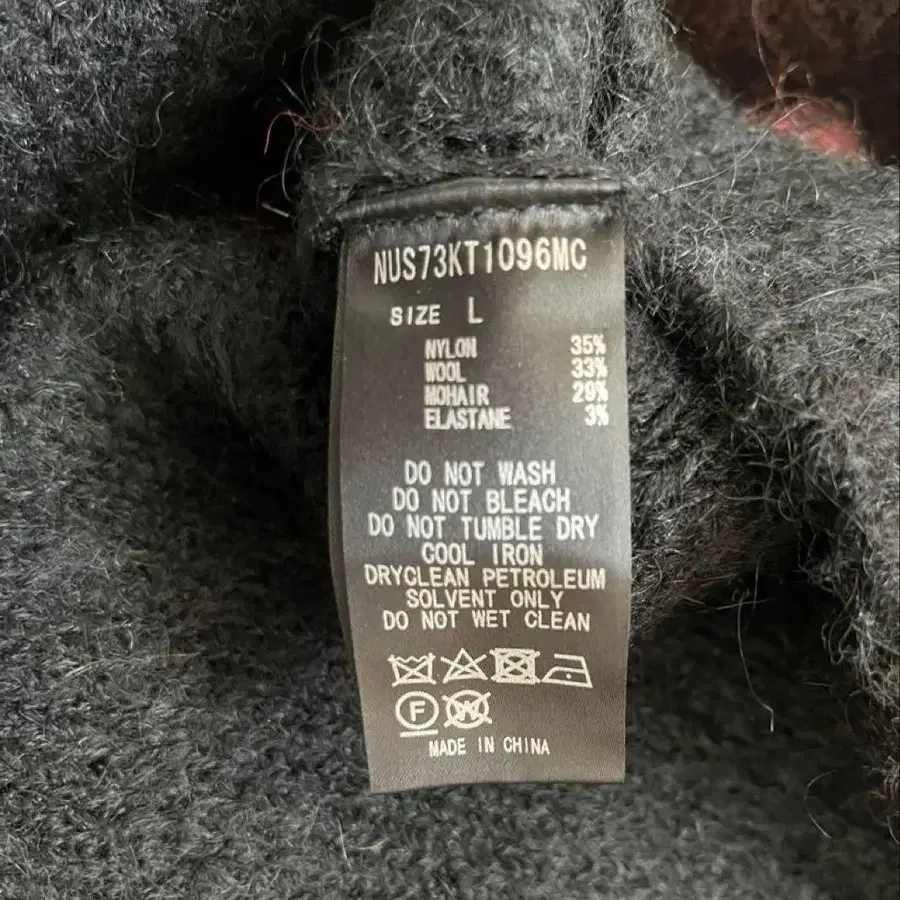 NUS73KT1096MC
SIZE L
NYLON 35%
WOOL 33%
MOHAIR 29%
ELASTANE 3%
DO NOT WASH
DO NOT BLEACH
DO NOT TUMBLE DRY
COOL IRON
DRYCLEAN PETROLEUM
SOLVENT ONLY
DO NOT WET CLEAN
F W
MADE IN CHINA